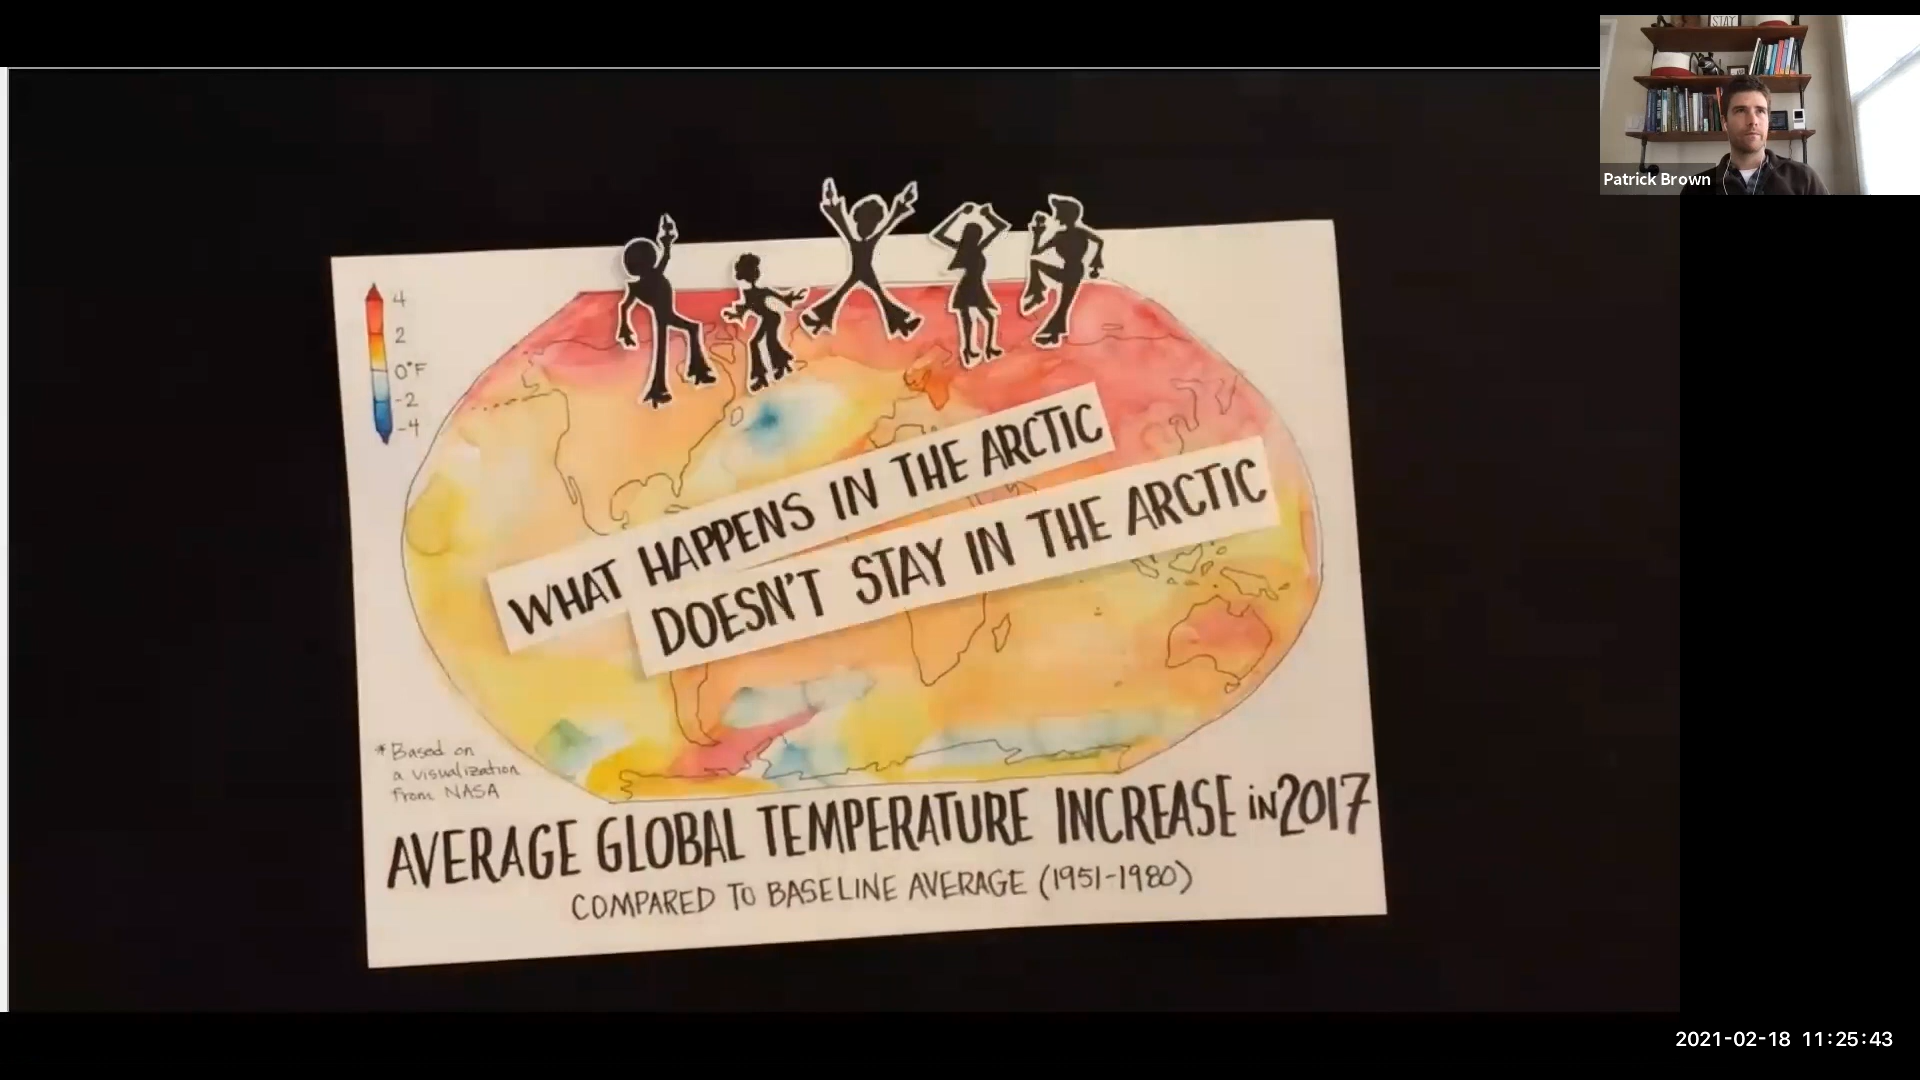 STAY
Patrick Brown
4
2
0°F
-2
-4
WHAT HAPPENS IN THE ARCTIC
DOESN'T STAY IN THE ARCTIC
*Based on
a visualization
from NASA
AVERAGE GLOBAL TEMPERATURE INCREASE in 2017
COMPARED TO BASELINE AVERAGE (1951-1980)
2021-02-18 11:25:43